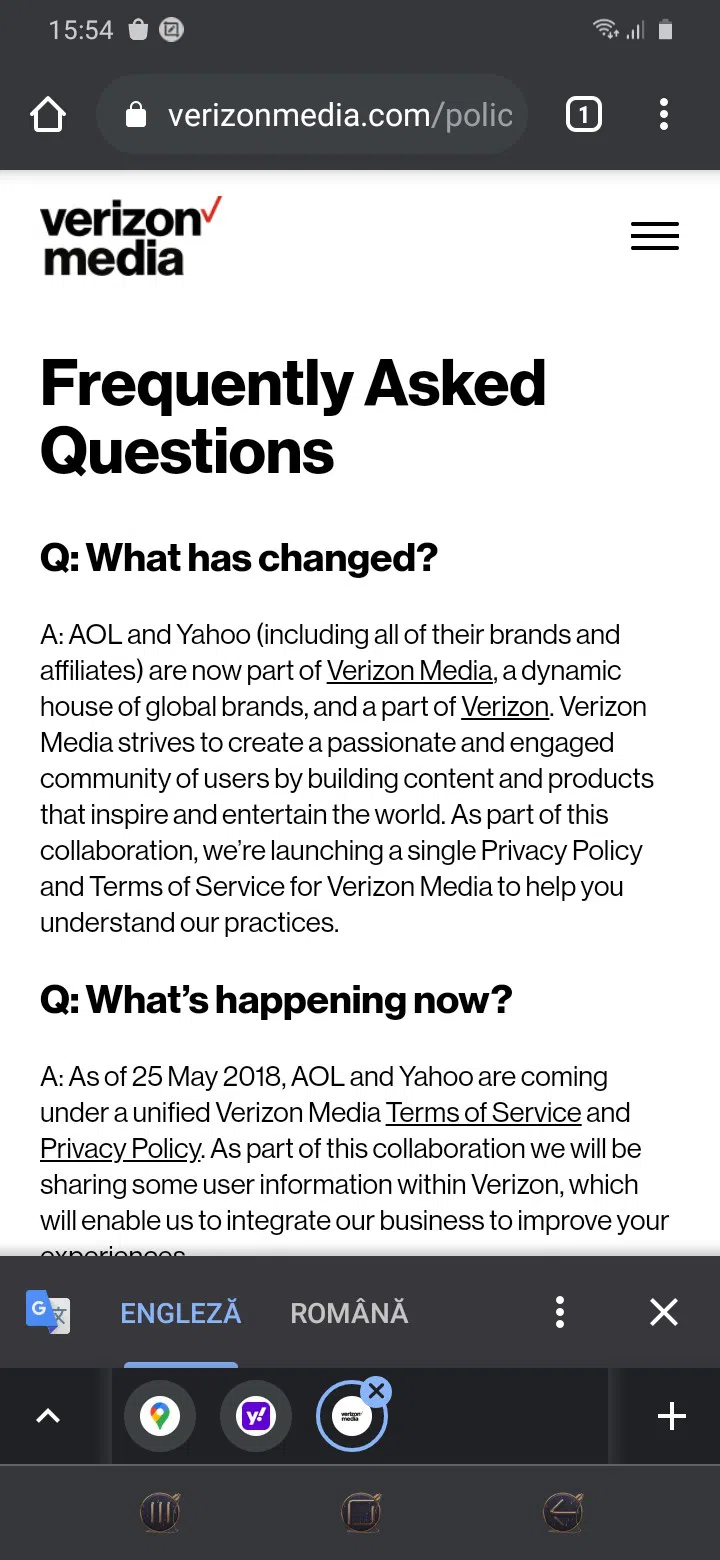 15:54
verizonmedia.com/polic
1
verizon
media
Frequently Asked
Questions
Q: What has changed?
A: AOL and Yahoo (including all of their brands and
affiliates) are now part of Verizon Media, a dynamic
house of global brands, and a part of Verizon. Verizon
Media strives to create a passionate and engaged
community of users by building content and products
that inspire and entertain the world. As part of this
collaboration, we’re launching a single Privacy Policy
and Terms of Service for Verizon Media to help you
understand our practices.
Q: What’s happening now?
A: As of 25 May 2018, AOL and Yahoo are coming
under a unified Verizon Media Terms of Service and
Privacy Policy. As part of this collaboration we will be
sharing some user information within Verizon, which
will enable us to integrate our business to improve your
experiences
G 文 ENGLEZĂ ROMÂNĂ
y!
verizon
media